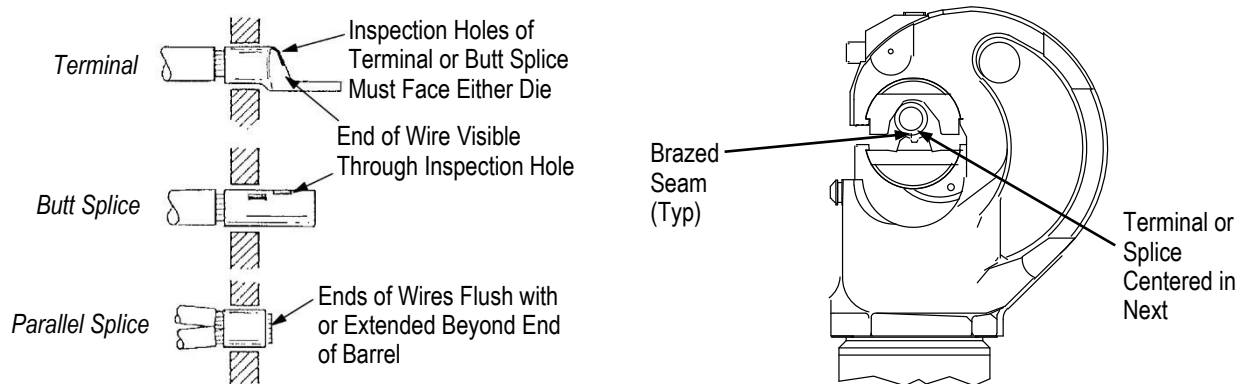 Terminal
Inspection Holes of
Terminal or Butt Splice
Must Face Either Die
End of Wire Visible
Through Inspection Hole
Butt Splice
Parallel Splice
Ends of Wires Flush with
or Extended Beyond End
of Barrel
Brazed
Seam
(Typ)
Terminal or
Splice
Centered in
Next